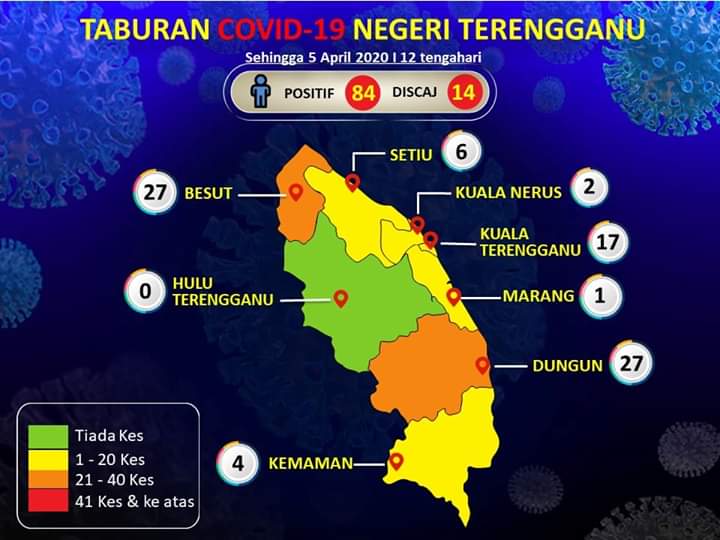 TABURAN COVID-19 NEGERI TERENGGANU
Sehingga 5 April 2020 I 12 tengahari
POSITIF 84 DISCAJ 14
SETIU 6
27 BESUT
KUALA NERUS 2
KUALA
TERENGGANU 17
0 HULU
TERENGGANU
MARANG 1
DUNGUN 27
4 KEMAMAN
Tiada Kes
1 - 20 Kes
21 - 40 Kes
41 Kes & ke atas